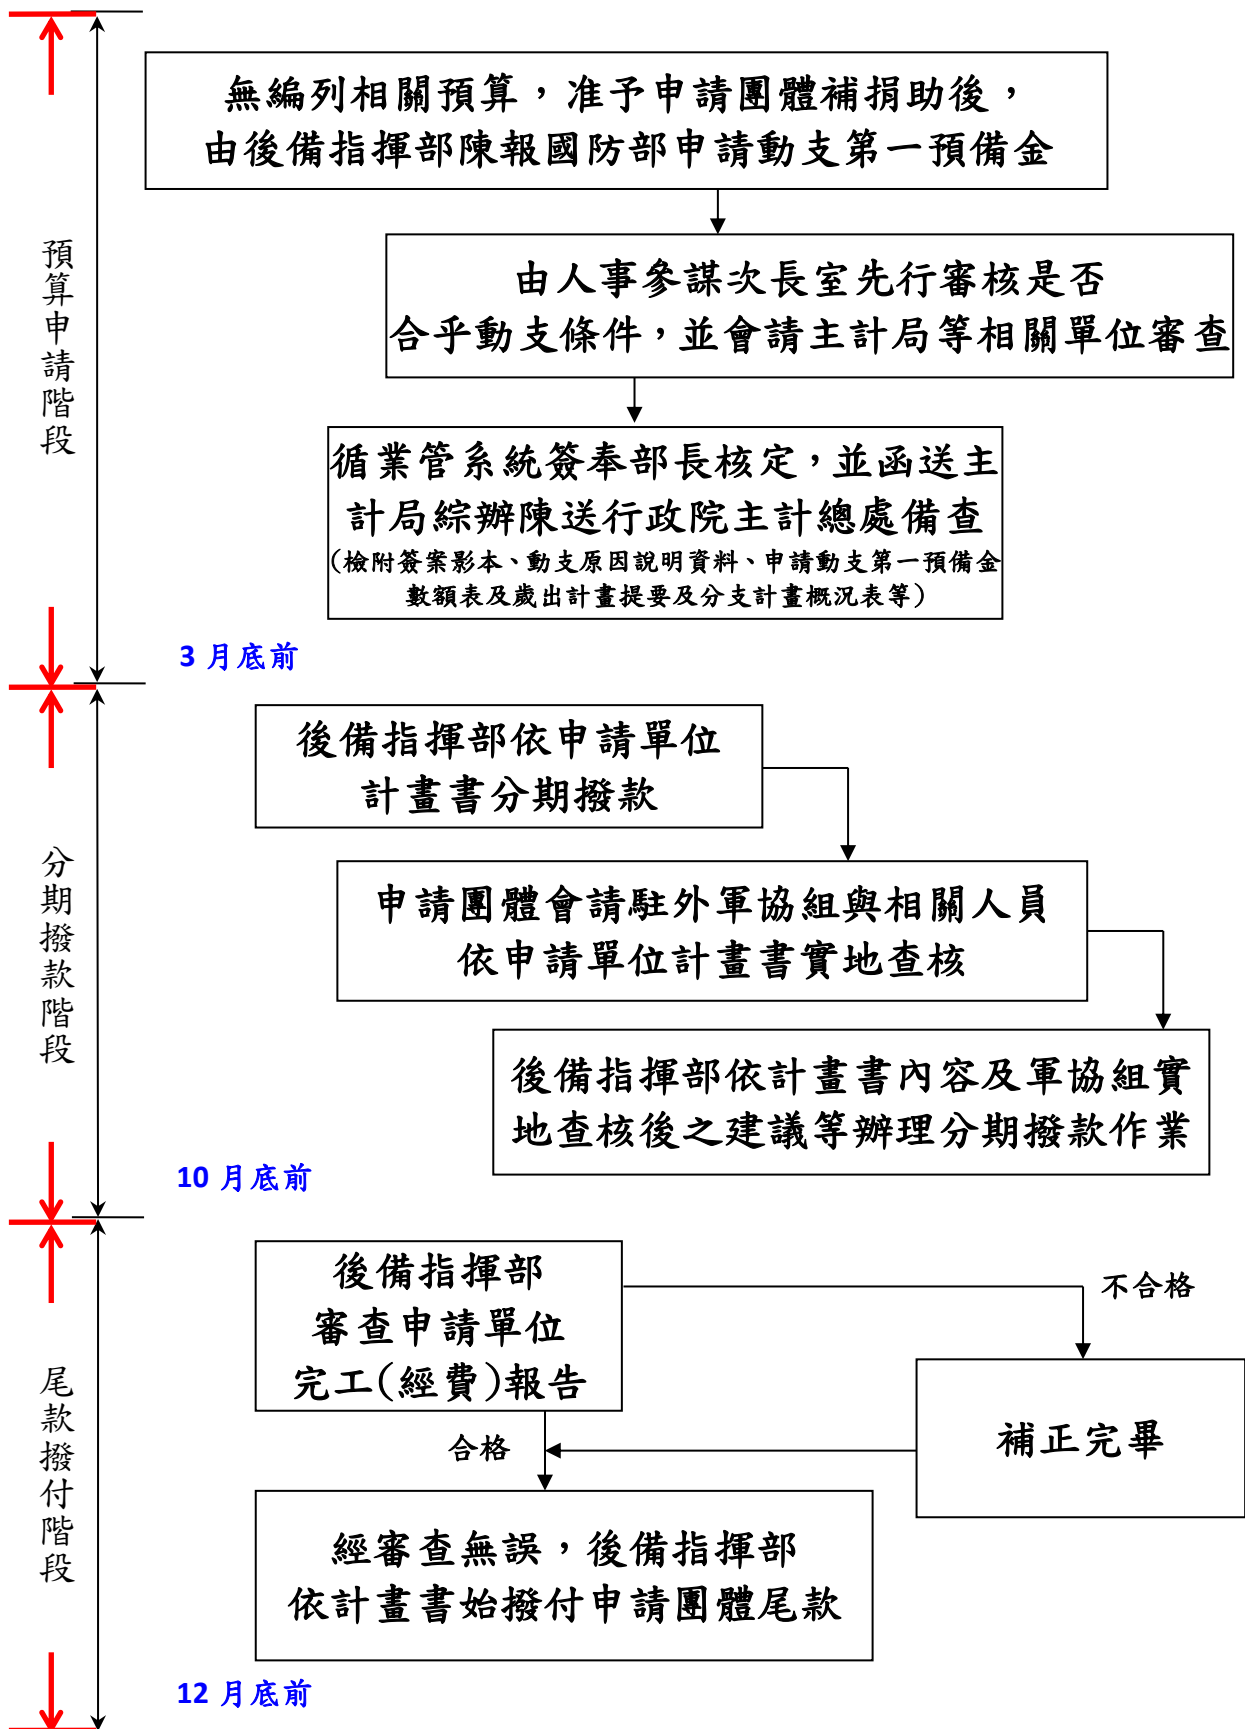 預算申請階段
無編列相關預算，准予申請團體補捐助後，
由後備指揮部陳報國防部申請動支第一預備金
由人事參謀次長室先行審核是否
合乎動支條件，並會請主計局等相關單位審查
循業管系統簽奉部長核定，並函送主
計局綜辦陳送行政院主計總處備查
(檢附簽案影本、動支原因說明資料、申請動支第一預備金
數額表及歲出計畫提要及分支計畫概況表等)
3 月底前
分期撥款階段
後備指揮部依申請單位
計畫書分期撥款
申請團體會請駐外軍協組與相關人員
依申請單位計畫書實地查核
後備指揮部依計畫書內容及軍協組實
地查核後之建議等辦理分期撥款作業
10 月底前
尾款撥付階段
後備指揮部
審查申請單位
完工(經費)報告
不合格
補正完畢
合格
經審查無誤，後備指揮部
依計畫書始撥付申請團體尾款
12 月底前